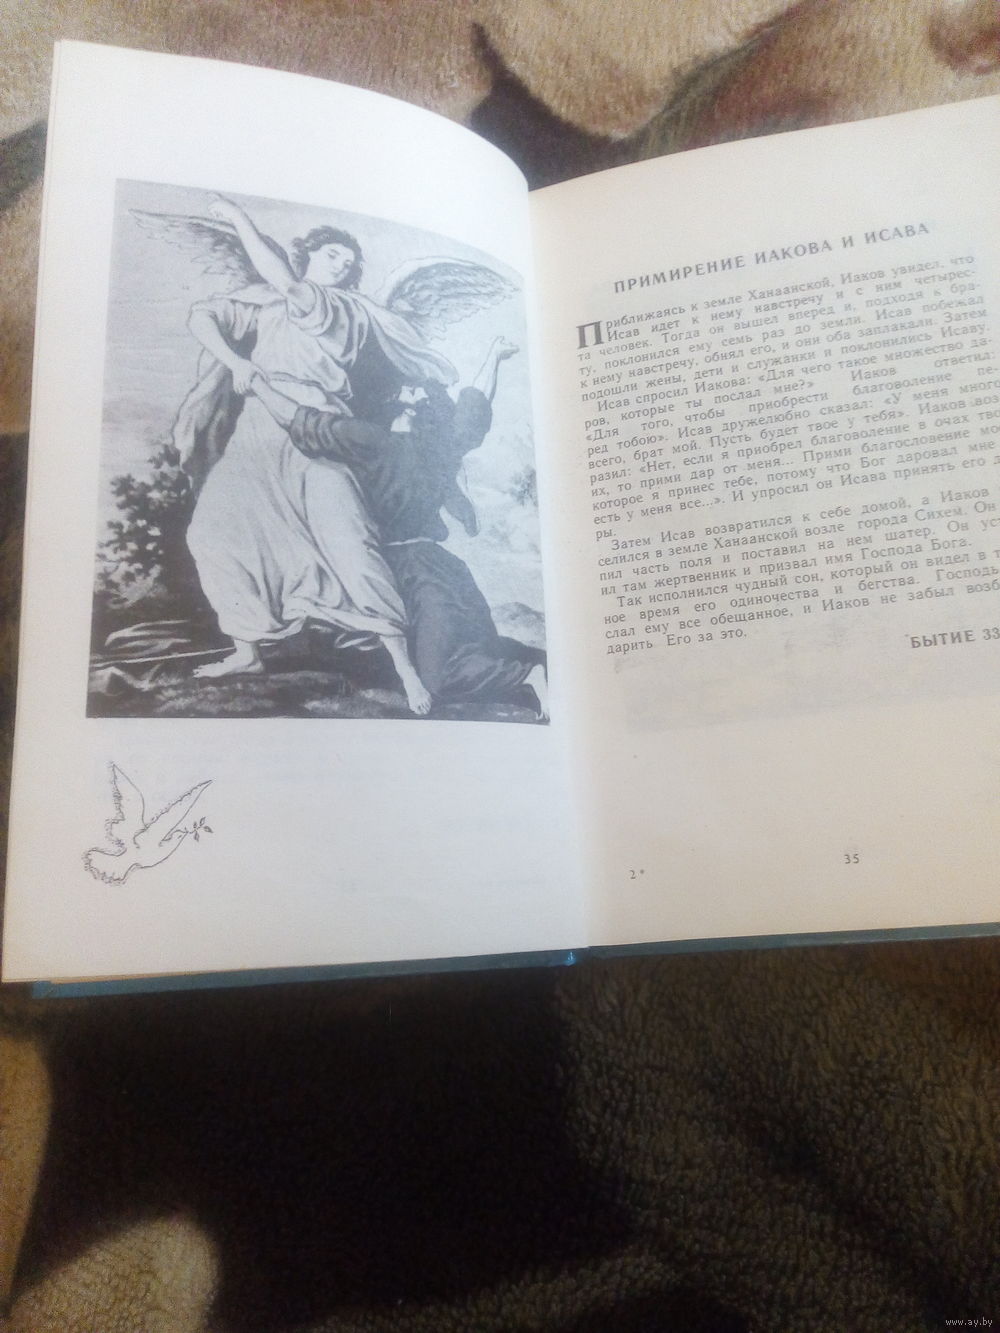 ПРИМИРЕНИЕ ИАКОВА И ИСАВА
Приближаясь к земле Ханаанской, Иаков увидел, что
Исав идет к нему навстречу и с ним четырес-
та человек. Тогда он вышел вперед и, подходя к бра-
ту, поклонился ему семь раз до земли. Исав побежал
к нему навстречу, обнял его, и они оба заплакали. Затем
подошли жены, дети и служанки и поклонились Исаву.
Исав спросил Иакова: «Для чего такое множество да-
ров, которые ты послал мне?» Иаков ответил:
«Для того, чтобы приобрести благоволение пе-
ред тобою». Исав дружелюбно сказал: «У меня много
всего, брат мой. Пусть будет твое у тебя». Иаков воз
разил: «Нет, если я приобрел благоволение в очах тво
их, то прими дар от меня... Прими благословение мое
которое я принес тебе, потому что Бог даровал мне
есть у меня все...». И упросил он Исава принять его д
ры.
Затем Исав возвратился к себе домой, а Иаков
селился в земле Ханаанской возле города Сихем. Он
пил часть поля и поставил на нем шатер. Он ус
ил там жертвенник и призвал имя Господа Бога.
Так исполнился чудный сон, который он видел в т
ное время его одиночества и бегства. Господь
слал ему все обещанное, и Иаков не забыл возб
дарить Его за это.
БЫТИЕ 33
35
2*
www.ay.by